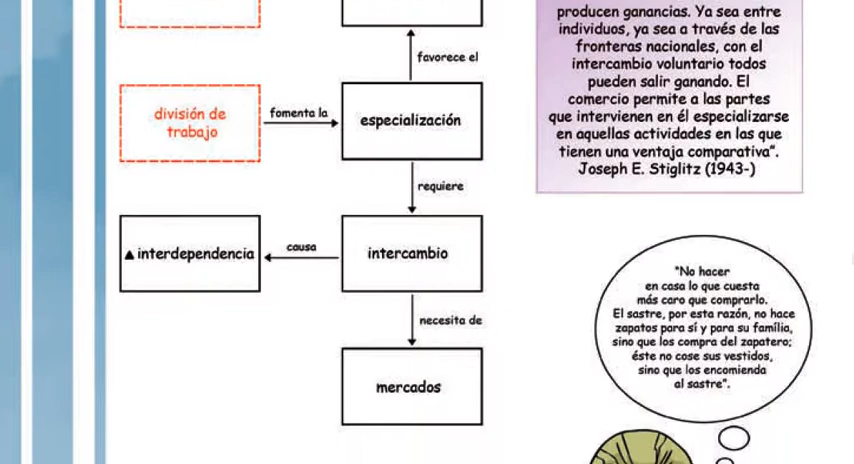 favorece el
división de
trabajo
fomenta la
especialización
requiere
▲ interdependencia
causa
intercambio
necesita de
mercados
producen ganancias. Ya sea entre
individuos, ya sea a través de las
fronteras nacionales, con el
intercambio voluntario todos
pueden salir ganando. El
comercio permite a las partes
que intervienen en él especializarse
en aquellas actividades en las que
tienen una ventaja comparativa”.
Joseph E. Stiglitz (1943-)
“No hacer
en casa lo que cuesta
más caro que comprarlo.
El sastre, por esta razón, no hace
zapatos para sí y para su família,
sino que los compra del zapatero;
éste no cose sus vestidos,
sino que los encomienda
al sastre”.